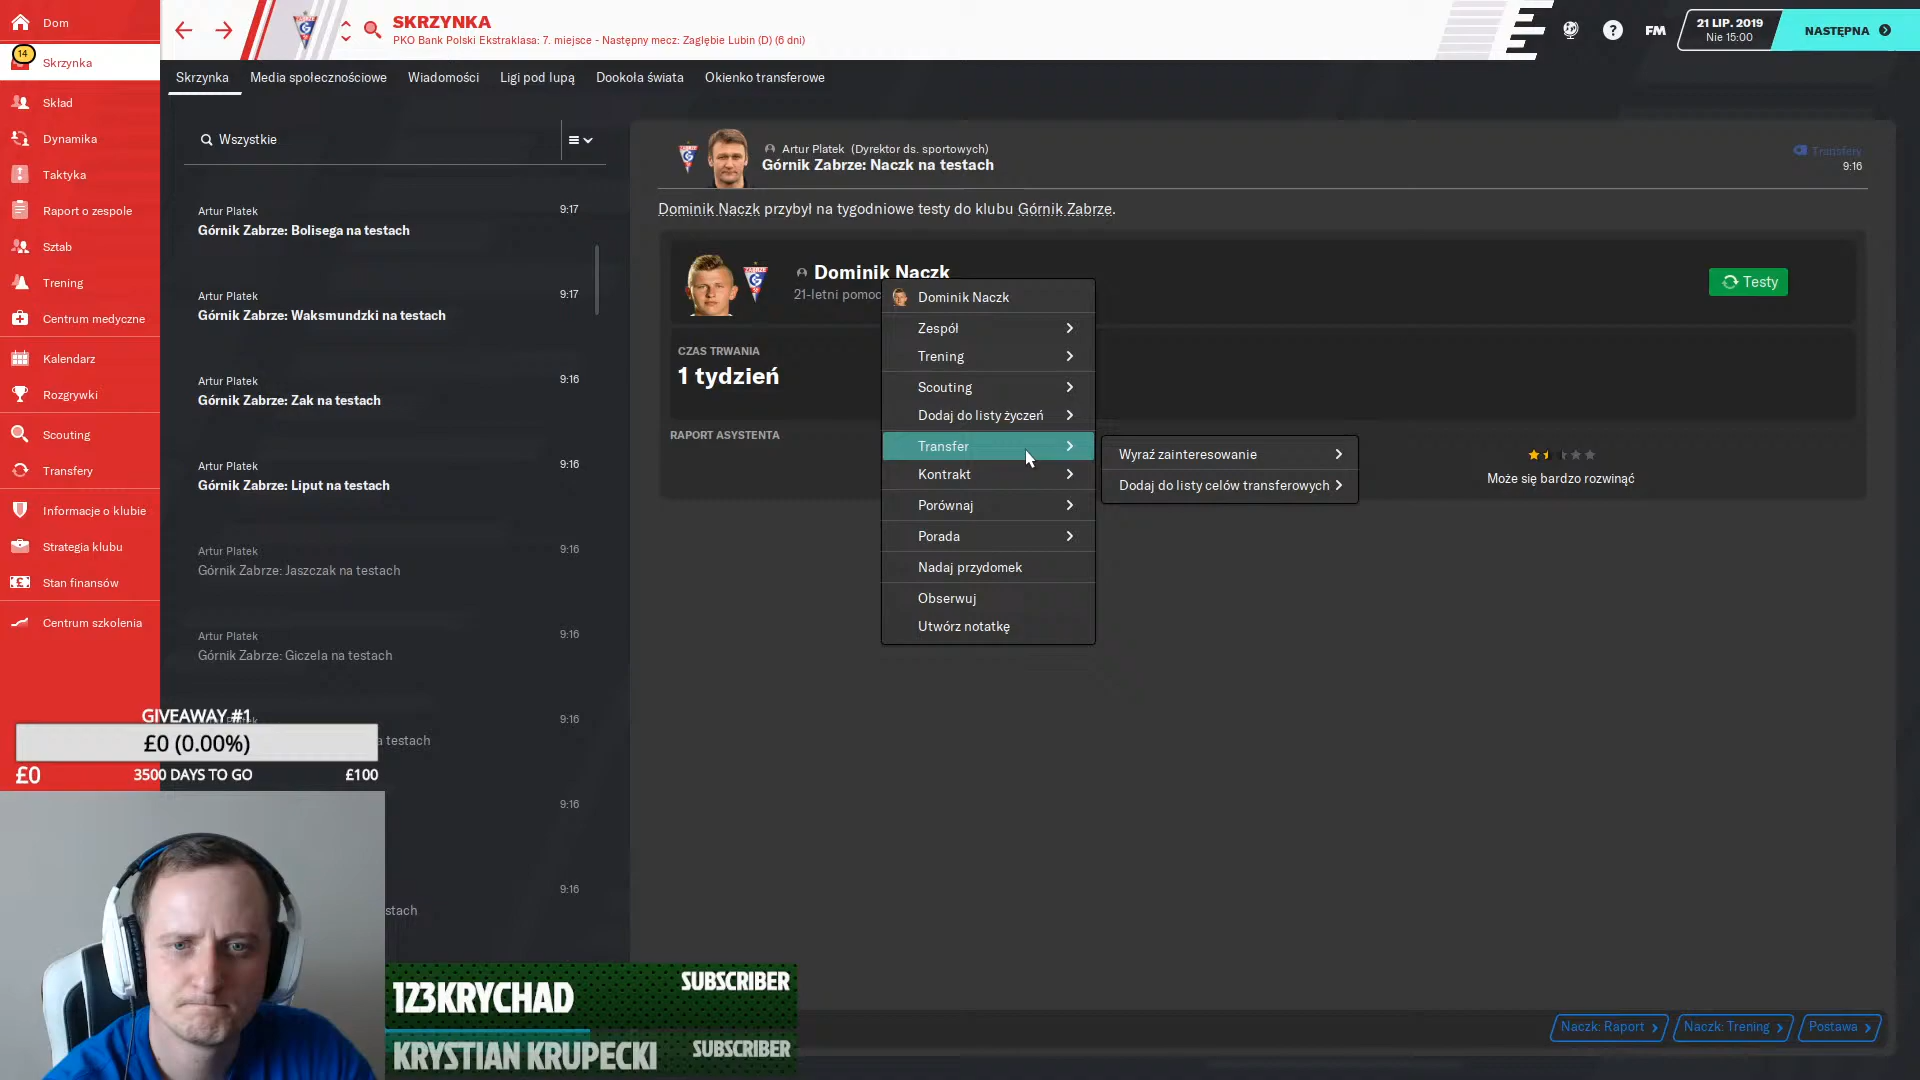 Dom
14
Skrzynka
Skład
Dynamika
Taktyka
Raport o zespole
Sztab
Trening
Centrum medyczne
Kalendarz
Rozgrywki
Scouting
Transfery
Informacje o klubie
Strategia klubu
Stan finansów
Centrum szkolenia
SKRZYNKA
PKO Bank Polski Ekstraklasa: 7. miejsce - Następny mecz: Zagłębie Lubin (D) (6 dni)
?
FM
21 LIP. 2019
Nie 15:00
NASTĘPNA
Skrzynka Media społecznościowe Wiadomości Ligi pod lupą Dookoła świata Okienko transferowe
Wszystkie
Artur Płatek 9:17
Górnik Zabrze: Bolisega na testach
Artur Płatek 9:17
Górnik Zabrze: Waksmundzki na testach
Artur Płatek 9:16
Górnik Zabrze: Zak na testach
Artur Płatek 9:16
Górnik Zabrze: Liput na testach
Artur Płatek 9:16
Górnik Zabrze: Jaszczak na testach
Artur Płatek 9:16
Górnik Zabrze: Giczela na testach
9:16
a testach
9:16
9:16
stach
Artur Płatek (Dyrektor ds. sportowych)
Górnik Zabrze: Naczk na testach
Transfery
9:16
Dominik Naczk przybył na tygodniowe testy do klubu Górnik Zabrze.
Dominik Naczk
21-letni pomoc
Testy
CZAS TRWANIA
1 tydzień
RAPORT ASYSTENTA
Może się bardzo rozwinąć
Dominik Naczk
Zespół
Trening
Scouting
Dodaj do listy życzeń
Transfer
Kontrakt
Porównaj
Porada
Nadaj przydomek
Obserwuj
Utwórz notatkę
Wyraź zainteresowanie
Dodaj do listy celów transferowych
Naczk: Raport
Naczk: Trening
Postawa
GIVEAWAY #1
£0 (0.00%)
£0 3500 DAYS TO GO £100
123KRYCHAD SUBSCRIBER
KRYSTIAN KRUPECKI SUBSCRIBER